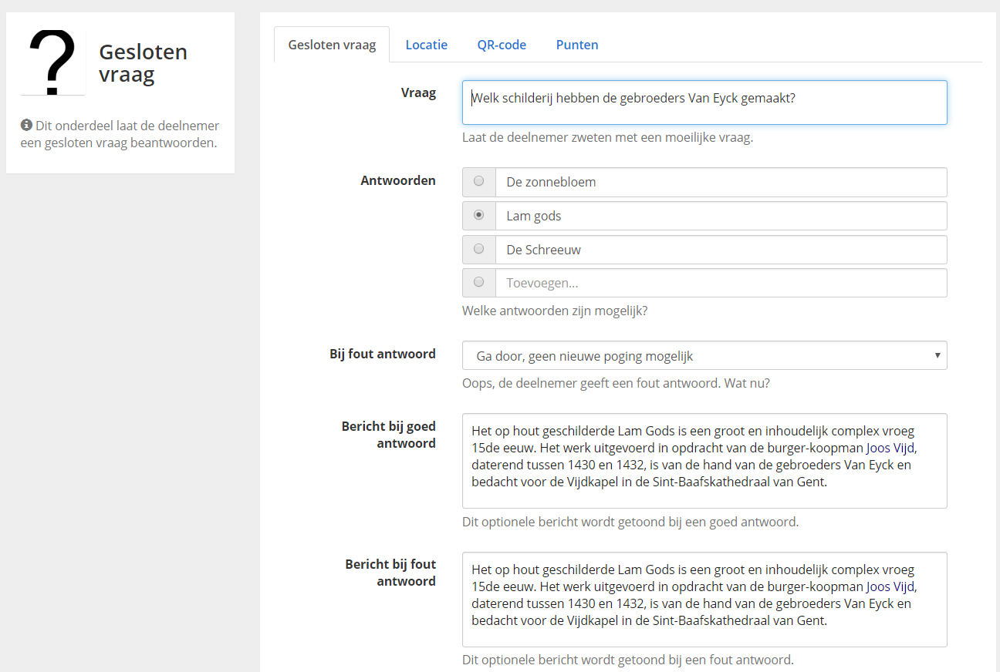 ?
Gesloten
vraag
Dit onderdeel laat de deelnemer
een gesloten vraag beantwoorden.
Gesloten vraag Locatie QR-code Punten
Vraag
Welk schilderij hebben de gebroeders Van Eyck gemaakt?
Laat de deelnemer zweten met een moeilijke vraag.
Antwoorden
De zonnebloem
Lam gods
De Schreeuw
Toevoegen...
Welke antwoorden zijn mogelijk?
Bij fout antwoord
Ga door, geen nieuwe poging mogelijk
Oops, de deelnemer geeft een fout antwoord. Wat nu?
Bericht bij goed
antwoord
Het op hout geschilderde Lam Gods is een groot en inhoudelijk complex vroeg
15de eeuw. Het werk uitgevoerd in opdracht van de burger-koopman Joos Vijd,
daterend tussen 1430 en 1432, is van de hand van de gebroeders Van Eyck en
bedacht voor de Vijdkapel in de Sint-Baafskathedraal van Gent.
Dit optionele bericht wordt getoond bij een goed antwoord.
Bericht bij fout
antwoord
Het op hout geschilderde Lam Gods is een groot en inhoudelijk complex vroeg
15de eeuw. Het werk uitgevoerd in opdracht van de burger-koopman Joos Vijd,
daterend tussen 1430 en 1432, is van de hand van de gebroeders Van Eyck en
bedacht voor de Vijdkapel in de Sint-Baafskathedraal van Gent.
Dit optionele bericht wordt getoond bij een fout antwoord.